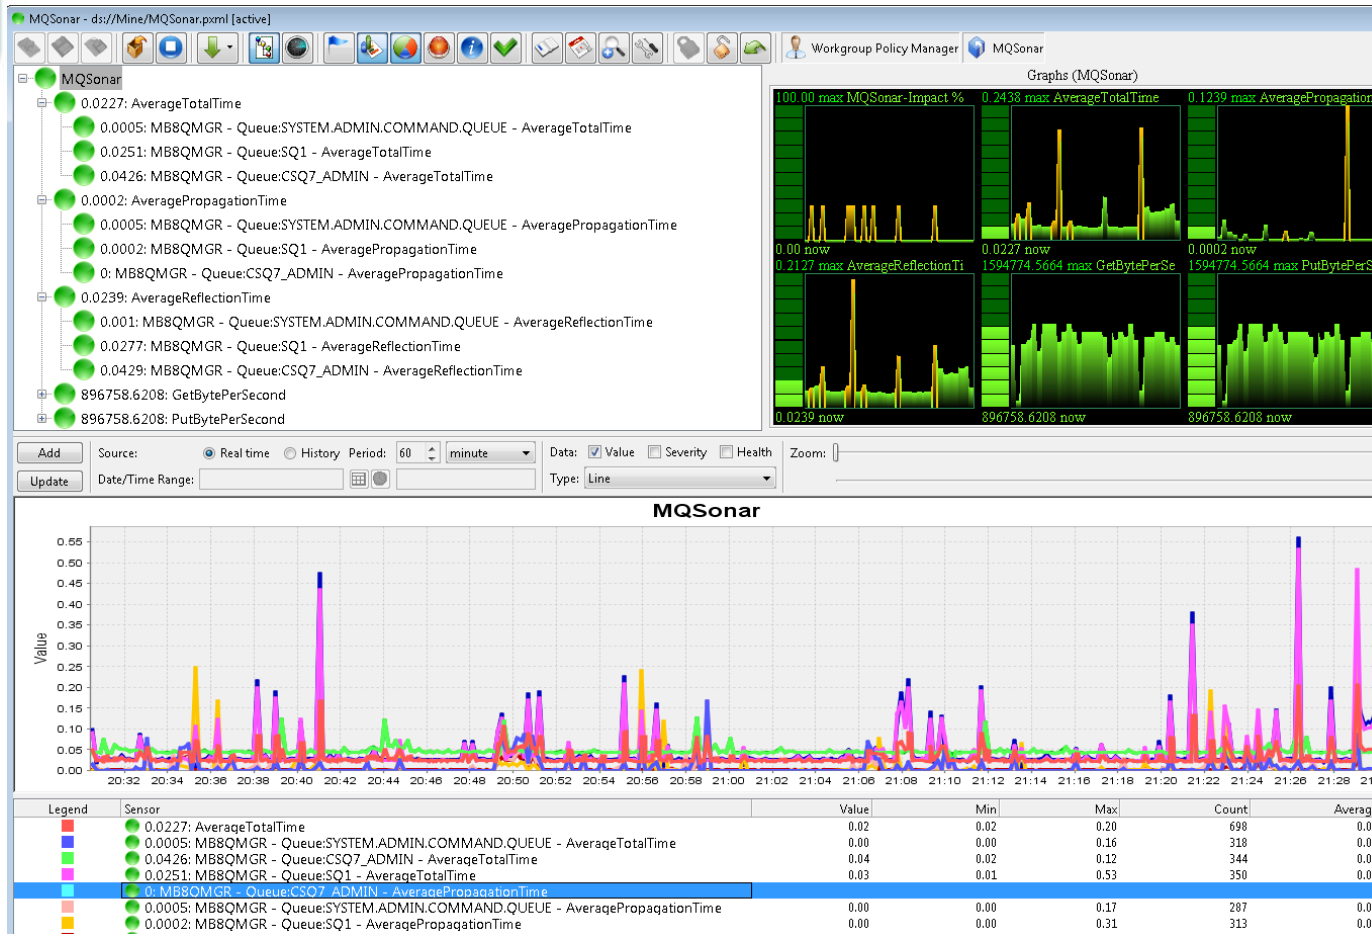 MQSonar - ds://Mine/MQSonar.pxml [active]
Workgroup Policy Manager
MQSonar
MQSonar
0.0227: AverageTotalTime
0.0005: MB8QMGR - Queue:SYSTEM.ADMIN.COMMAND.QUEUE - AverageTotalTime
0.0251: MB8QMGR - Queue:SQ1 - AverageTotalTime
0.0426: MB8QMGR - Queue:CSQ7_ADMIN - AverageTotalTime
0.0002: AveragePropagationTime
0.0005: MB8QMGR - Queue:SYSTEM.ADMIN.COMMAND.QUEUE - AveragePropagationTime
0.0002: MB8QMGR - Queue:SQ1 - AveragePropagationTime
0: MB8QMGR - Queue:CSQ7_ADMIN - AveragePropagationTime
0.0239: AverageReflectionTime
0.001: MB8QMGR - Queue:SYSTEM.ADMIN.COMMAND.QUEUE - AverageReflectionTime
0.0277: MB8QMGR - Queue:SQ1 - AverageReflectionTime
0.0429: MB8QMGR - Queue:CSQ7_ADMIN - AverageReflectionTime
896758.6208: GetBytePerSecond
896758.6208: PutBytePerSecond
Graphs (MQSonar)
100.00 max MQSonar-Impact %
0.2438 max AverageTotalTime
0.1239 max AveragePropagation
0.00 now
0.0227 now
0.0002 now
0.2127 max AverageReflectionTi
1594774.5664 max GetBytePerSe
1594774.5664 max PutBytePerS
0.0239 now
896758.6208 now
896758.6208 now
Add
Source:
Real time
History
Period:
60
minute
Data:
Value
Severity
Health
Zoom:
Update
Date/Time Range:
Type:
Line
MQSonar
Value
0.55
0.50
0.45
0.40
0.35
0.30
0.25
0.20
0.15
0.10
0.05
0.00
20:32 20:34 20:36 20:38 20:40 20:42 20:44 20:46 20:48 20:50 20:52 20:54 20:56 20:58 21:00 21:02 21:04 21:06 21:08 21:10 21:12 21:14 21:16 21:18 21:20 21:22 21:24 21:26 21:28 21
Legend Sensor Value Min Max Count Averag
0.0227: AverageTotalTime 0.02 0.02 0.20 698 0.0
0.0005: MB8QMGR - Queue:SYSTEM.ADMIN.COMMAND.QUEUE - AverageTotalTime 0.00 0.00 0.16 318 0.0
0.0426: MB8QMGR - Queue:CSQ7_ADMIN - AverageTotalTime 0.04 0.02 0.12 344 0.0
0.0251: MB8QMGR - Queue:SQ1 - AverageTotalTime 0.03 0.01 0.53 350 0.0
0: MB8QMGR - Queue:CSQ7_ADMIN - AveragePropagationTime
0.0005: MB8QMGR - Queue:SYSTEM.ADMIN.COMMAND.QUEUE - AveragePropagationTime 0.00 0.00 0.17 287 0.0
0.0002: MB8QMGR - Queue:SQ1 - AveragePropagationTime 0.00 0.00 0.31 313 0.0